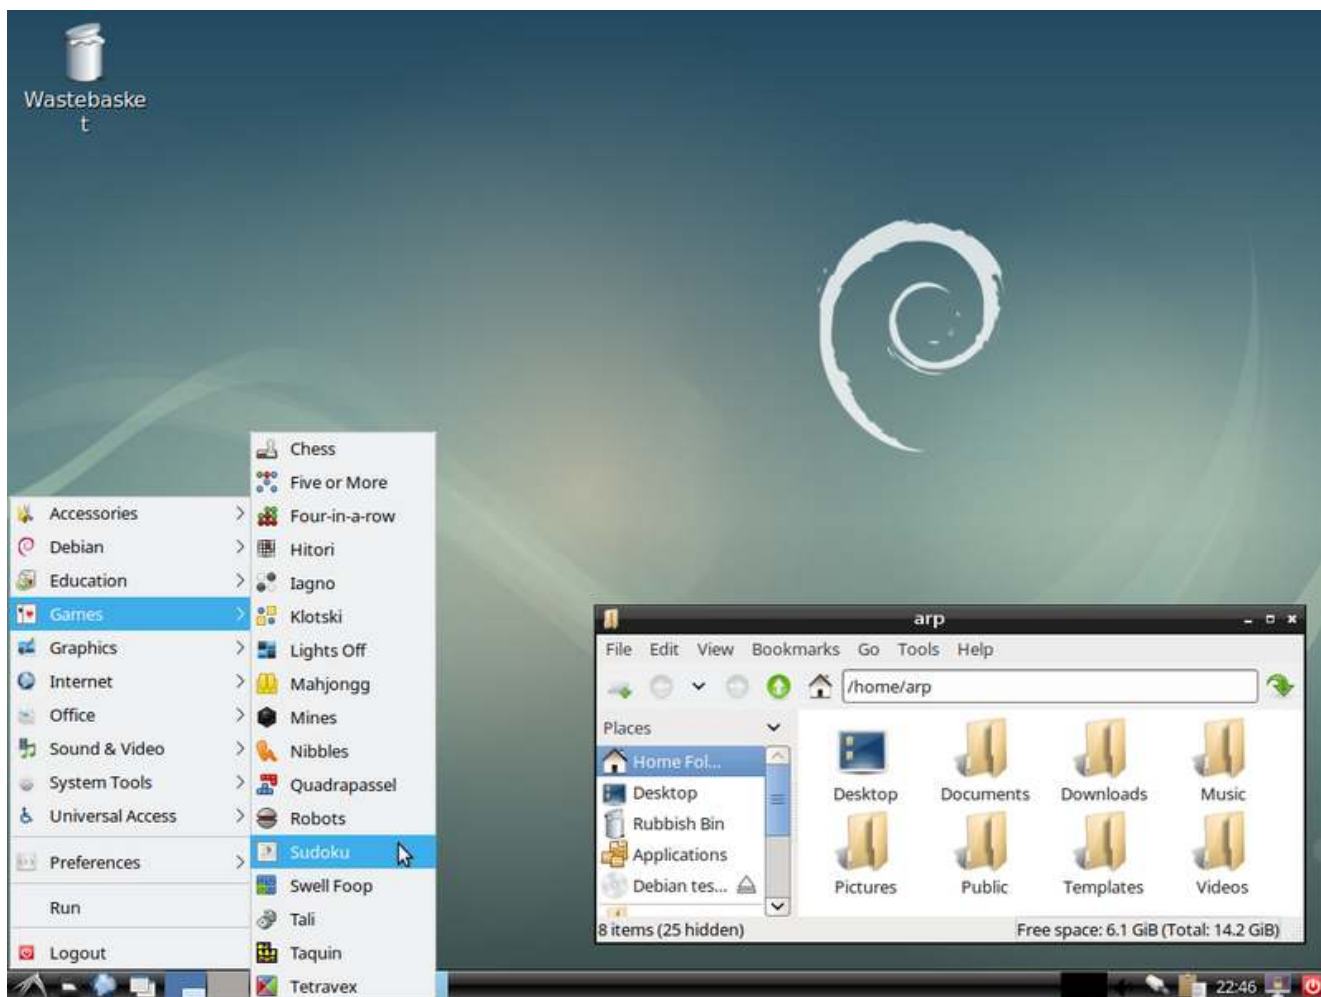 Wastebaske
t
Chess
Five or More
Four-in-a-row
Hitori
Iagno
Klotski
Lights Off
Mahjongg
Mines
Nibbles
Quadrapassel
Robots
Sudoku
Swell Foop
Tali
Taquin
Tetravex
Accessories
Debian
Education
Games
Graphics
Internet
Office
Sound & Video
System Tools
Universal Access
Preferences
Run
Logout
arp
File Edit View Bookmarks Go Tools Help
/home/arp
Places
Home Fol...
Desktop
Rubbish Bin
Applications
Debian tes...
Desktop Documents Downloads Music
Pictures Public Templates Videos
8 items (25 hidden) Free space: 6.1 GiB (Total: 14.2 GiB)
22:46